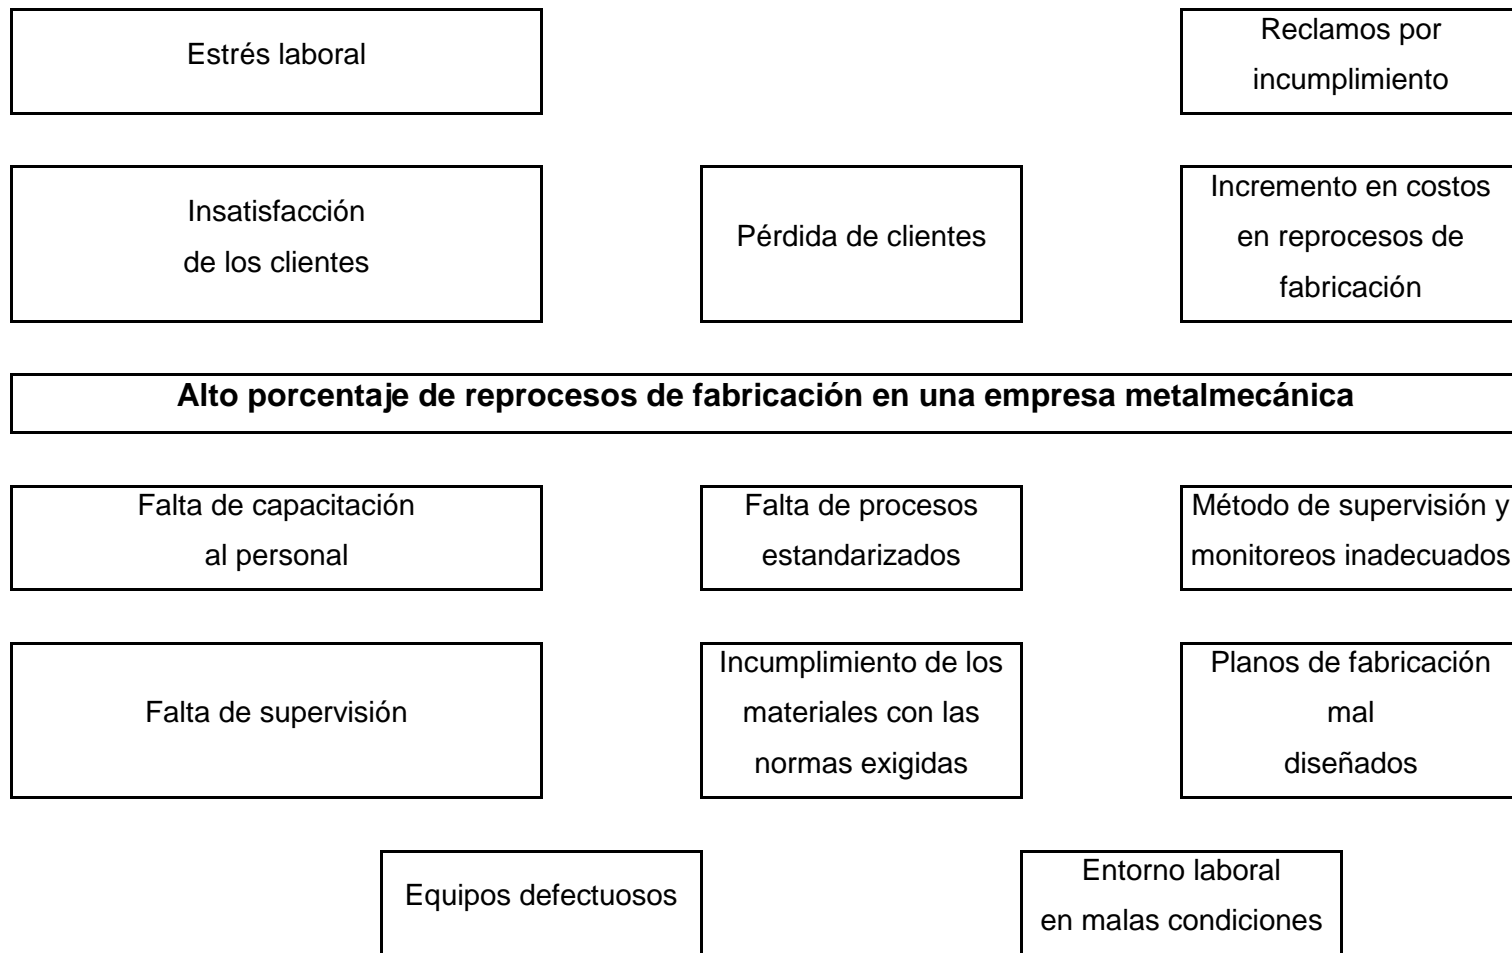 Estrés laboral
Reclamos por
incumplimiento
Insatisfacción
de los clientes
Pérdida de clientes
Incremento en costos
en reprocesos de
fabricación
Alto porcentaje de reprocesos de fabricación en una empresa metalmecánica
Falta de capacitación
al personal
Falta de procesos
estandarizados
Método de supervisión y
monitoreos inadecuados
Falta de supervisión
Incumplimiento de los
materiales con las
normas exigidas
Planos de fabricación
mal
diseñados
Equipos defectuosos
Entorno laboral
en malas condiciones